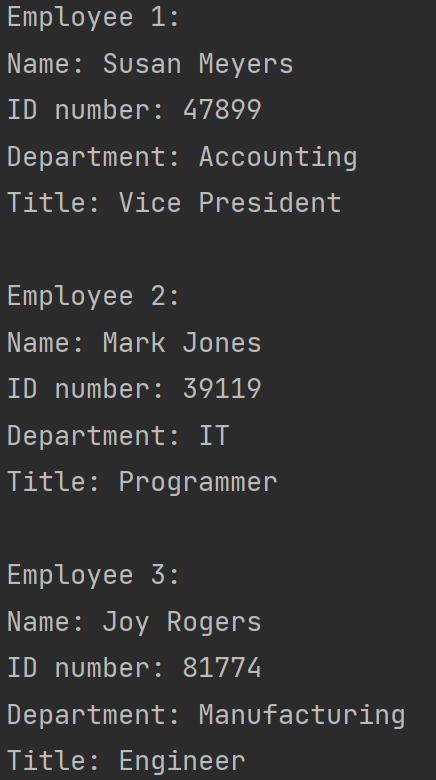 Employee 1:
Name: Susan Meyers
ID number: 47899
Department: Accounting
Title: Vice President
Employee 2:
Name: Mark Jones
ID number: 39119
Department: IT
Title: Programmer
Employee 3:
Name: Joy Rogers
ID number: 81774
Department: Manufacturing
Title: Engineer